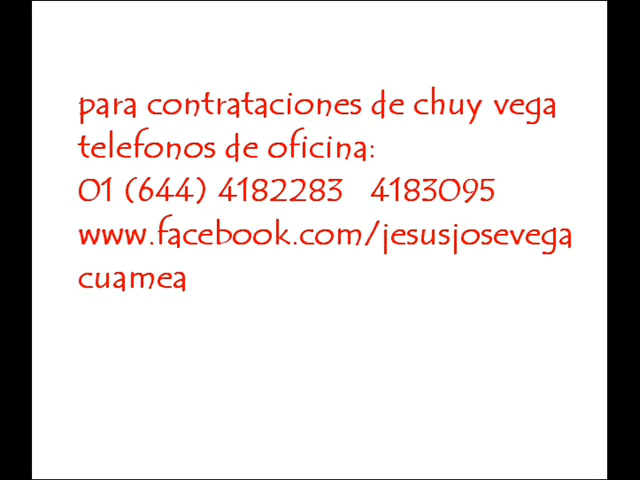 para contrataciones de chuy vega
telefonos de oficina:
01 (644) 4182283   4183095
www.facebook.com/jesusjosevega
cuamea